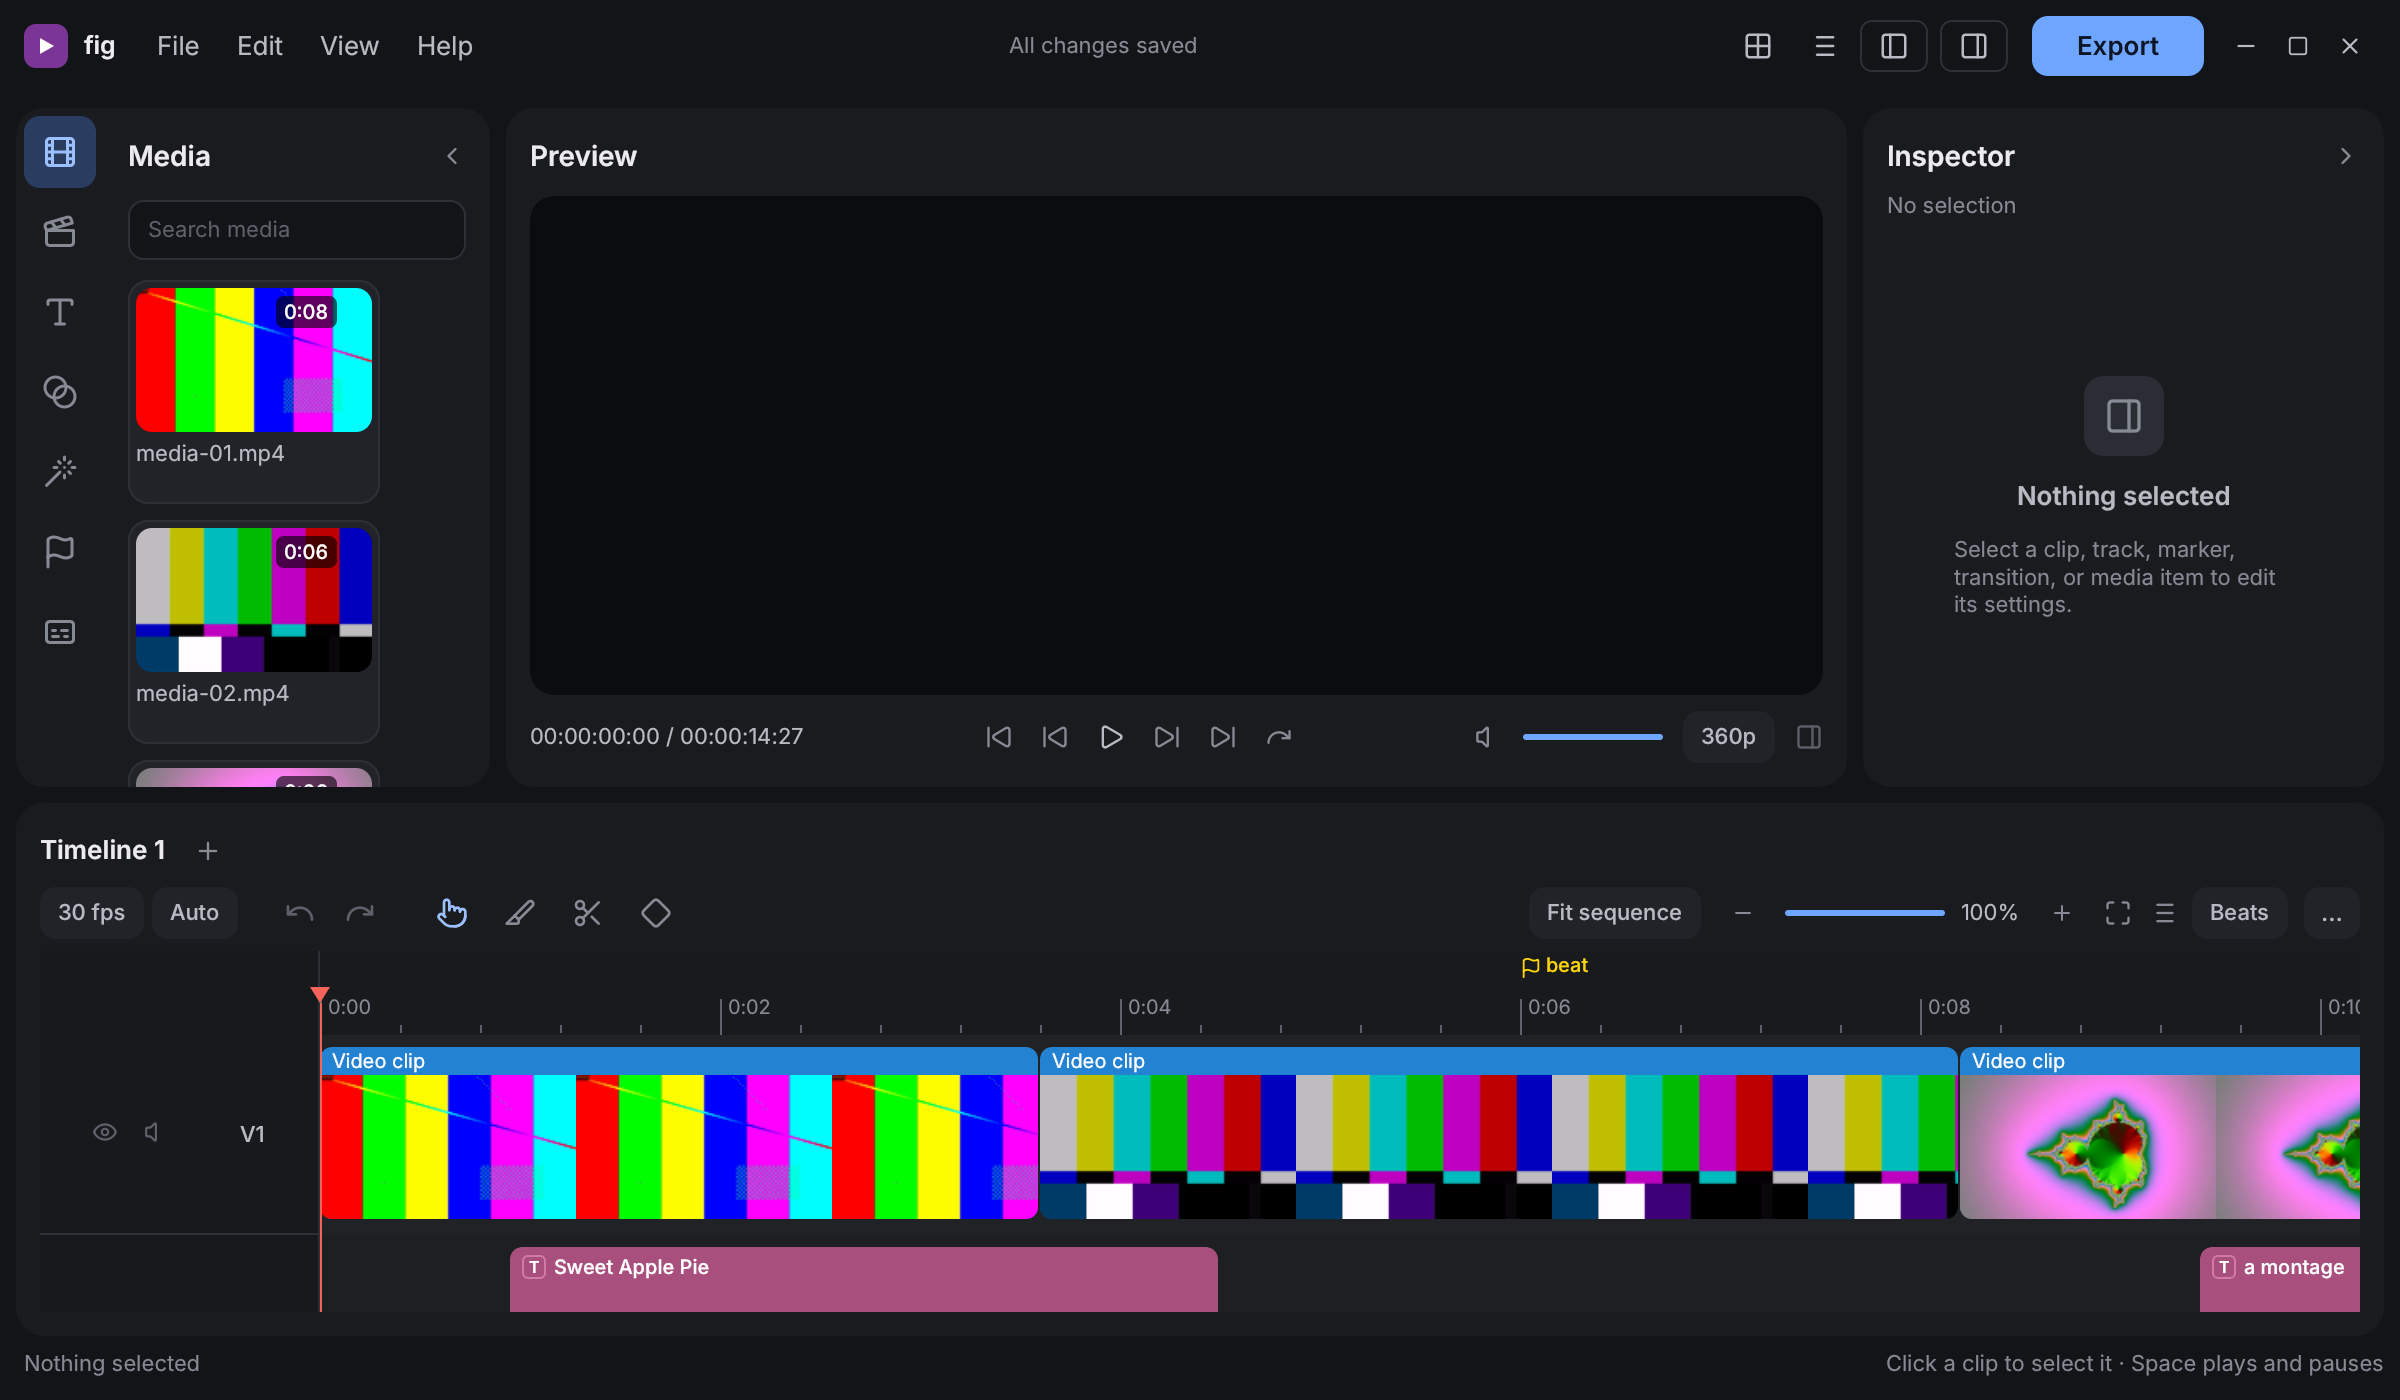 fig File Edit View Help All changes saved Export
Media
Search media
0:08
media-01.mp4
0:06
media-02.mp4
Preview
00:00:00:00 / 00:00:14:27
360p
Inspector
No selection
Nothing selected
Select a clip, track, marker,
transition, or media item to edit
its settings.
Timeline 1
30 fps Auto Fit sequence 100% Beats ...
beat
0:00 0:02 0:04 0:06 0:08
Video clip Video clip Video clip
V1
T Sweet Apple Pie T a montage
Nothing selected Click a clip to select it · Space plays and pauses